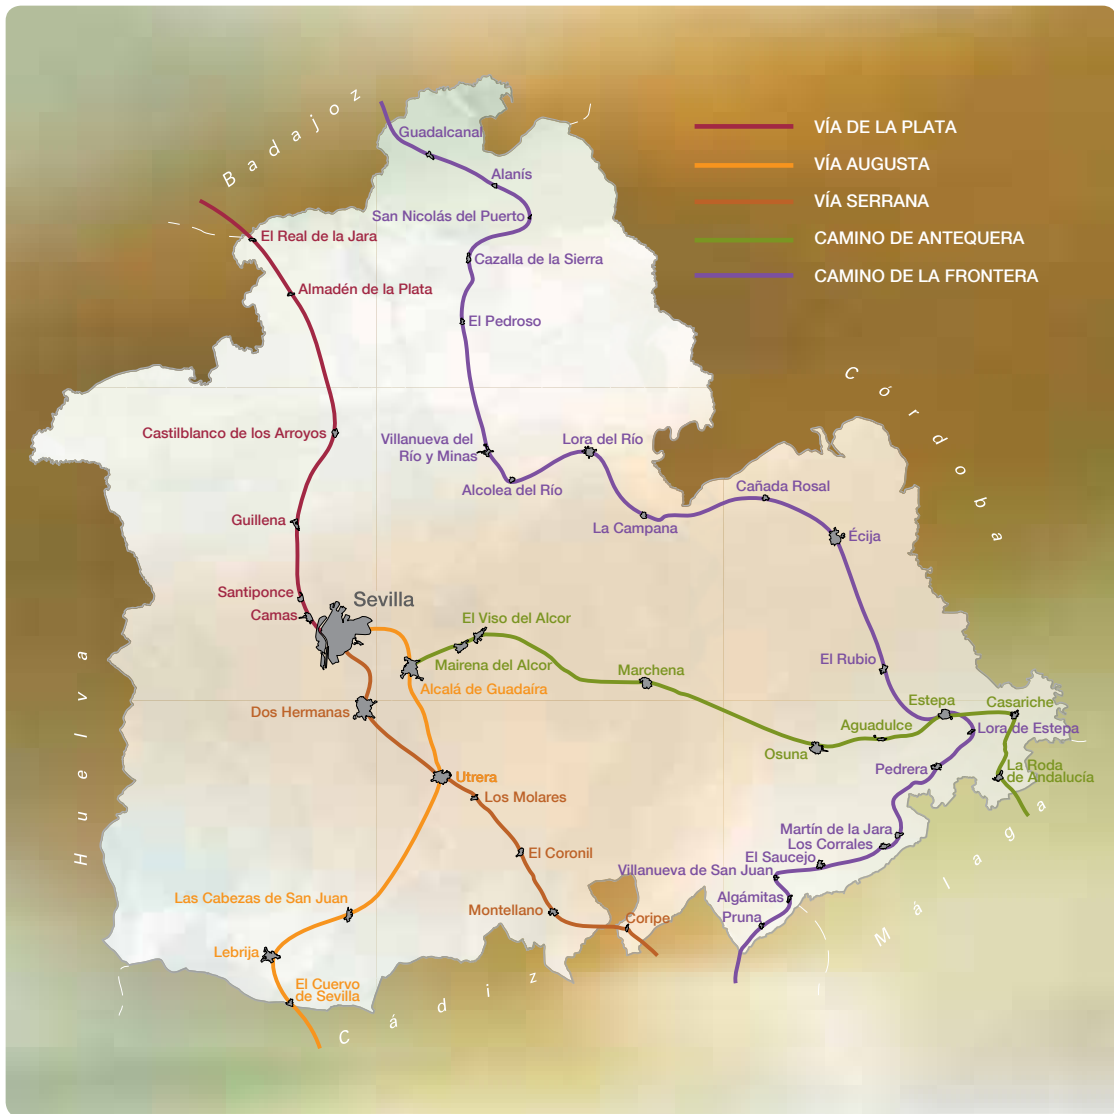 Badajoz
Guadalcanal
VÍA DE LA PLATA
VÍA AUGUSTA
Alanís
VÍA SERRANA
San Nicolás del Puerto
El Real de la Jara
CAMINO DE ANTEQUERA
Cazalla de la Sierra
CAMINO DE LA FRONTERA
Almadén de la Plata
El Pedroso
Córdoba
Castilblanco de los Arroyos
Villanueva del
Río y Minas
Lora del Río
Alcolea del Río
Cañada Rosal
Guillena
La Campana
Écija
Santiponce
Sevilla
Camas
El Viso del Alcor
Huelva
Mairena del Alcor
El Rubio
Marchena
Alcalá de Guadaíra
Estepa
Casariche
Dos Hermanas
Aguadulce
Lora de Estepa
Osuna
Pedrera
La Roda
de Andalucía
Utrera
Los Molares
Martín de la Jara
Los Corrales
El Coronil
El Saucejo
Villanueva de San Juan
Málaga
Las Cabezas de San Juan
Algámitas
Montellano
Coripe
Pruna
Lebrija
El Cuervo
de Sevilla
Cádiz